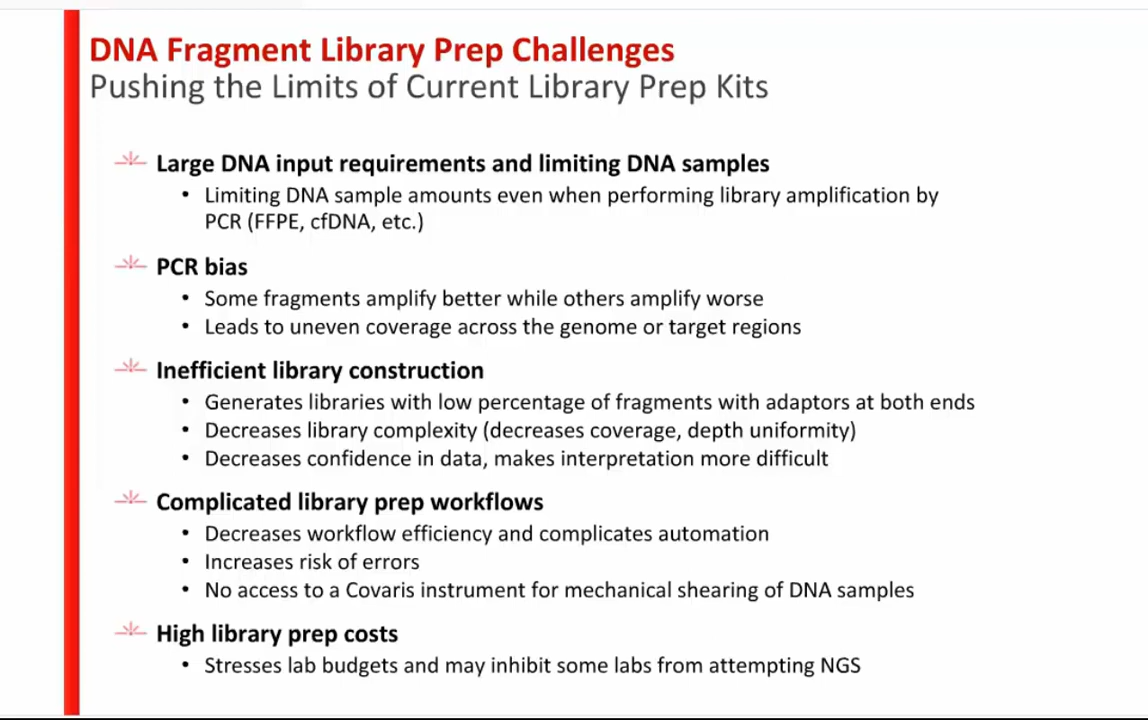 DNA Fragment Library Prep Challenges
Pushing the Limits of Current Library Prep Kits
Large DNA input requirements and limiting DNA samples
• Limiting DNA sample amounts even when performing library amplification by
PCR (FFPE, cfDNA, etc.)
PCR bias
• Some fragments amplify better while others amplify worse
• Leads to uneven coverage across the genome or target regions
Inefficient library construction
• Generates libraries with low percentage of fragments with adaptors at both ends
• Decreases library complexity (decreases coverage, depth uniformity)
• Decreases confidence in data, makes interpretation more difficult
Complicated library prep workflows
• Decreases workflow efficiency and complicates automation
• Increases risk of errors
• No access to a Covaris instrument for mechanical shearing of DNA samples
High library prep costs
• Stresses lab budgets and may inhibit some labs from attempting NGS